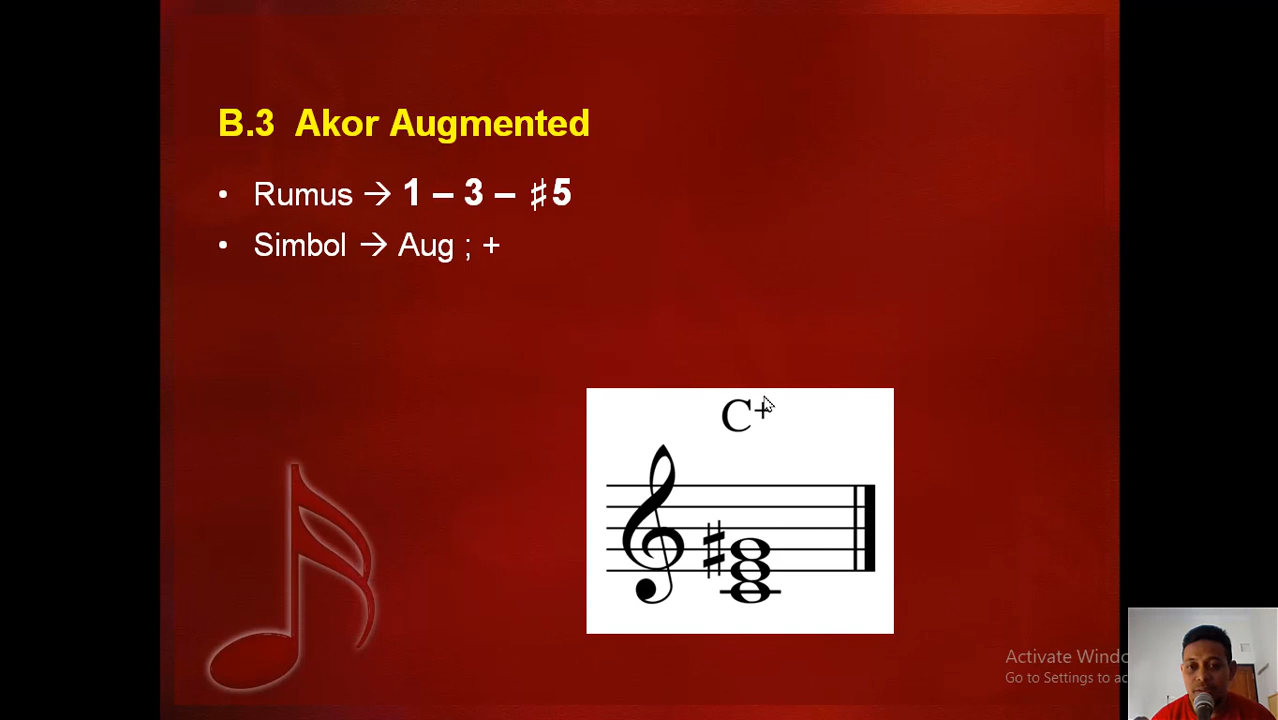 B.3 Akor Augmented
• Rumus → 1 – 3 – ♯5
• Simbol → Aug ; +
C+
Activate Windo
Go to Settings to ac